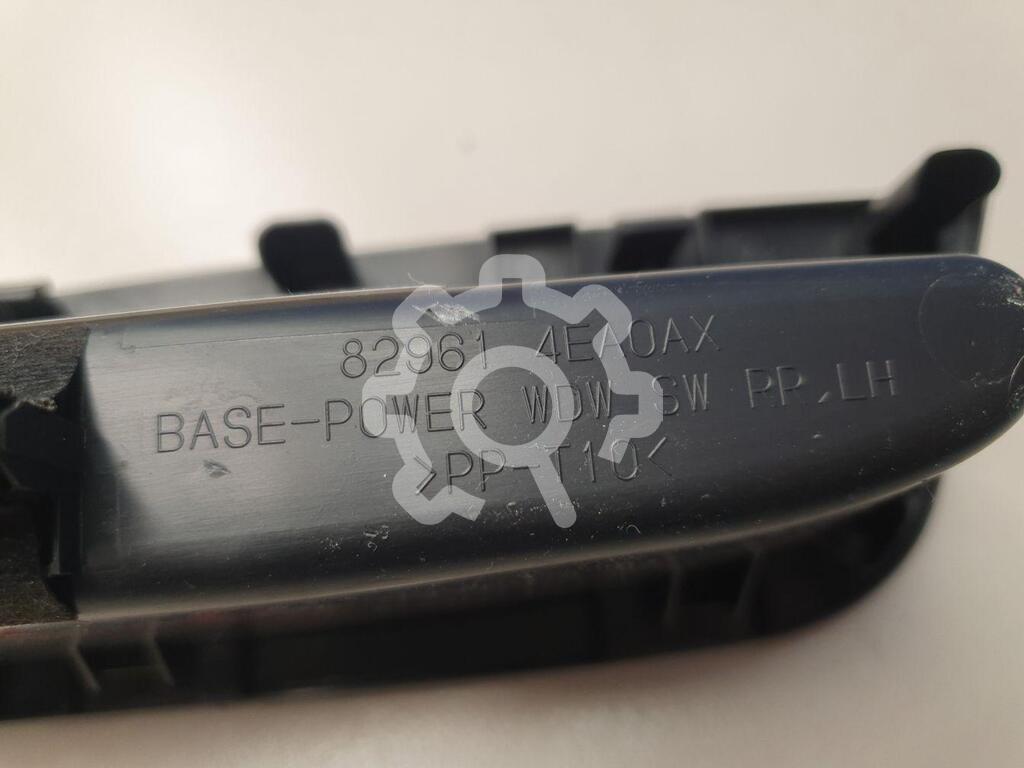 82961 4EA0AX
BASE-POWER WDW SW RR,LH
>PP-T10<